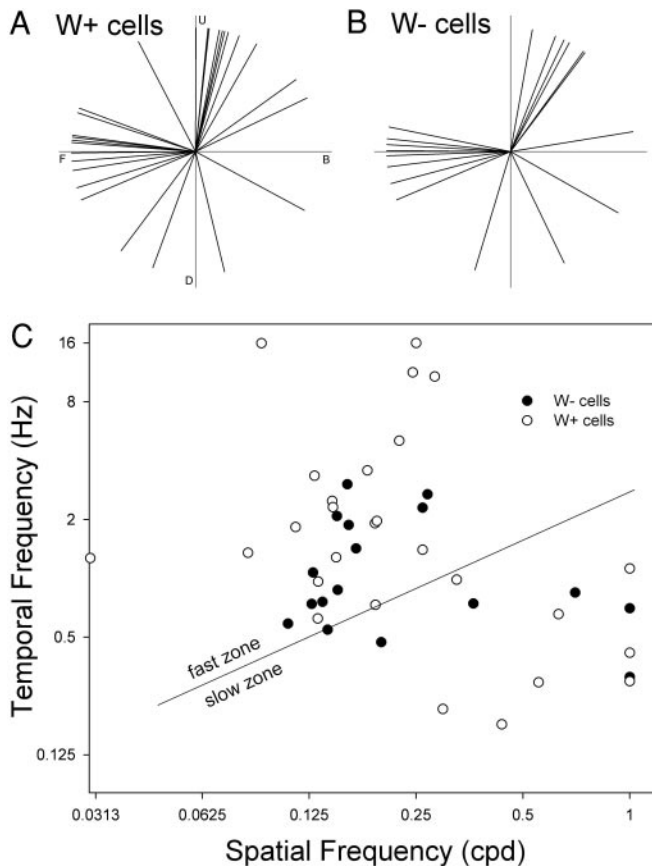 A
W+ cells
U
F
B
D
B
W- cells
C
16
8
2
0.5
0.125
Temporal Frequency (Hz)
W- cells
W+ cells
fast zone
slow zone
0.0313
0.0625
0.125
0.25
0.5
1
Spatial Frequency (cpd)